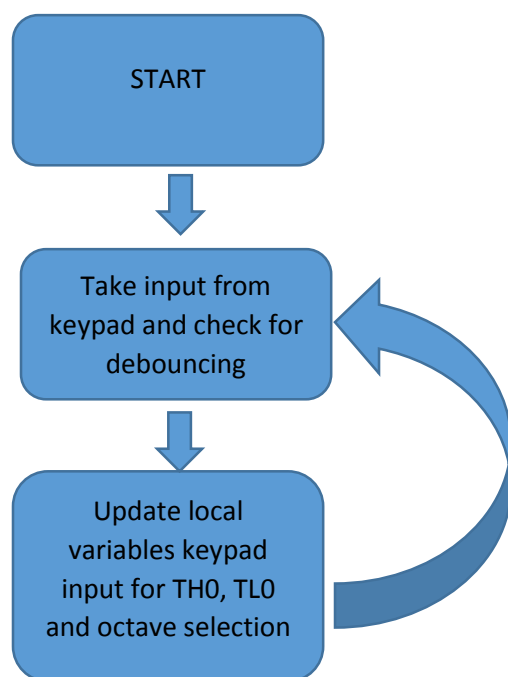 START
Take input from
keypad and check for
debouncing
Update local
variables keypad
input for TH0, TL0
and octave selection